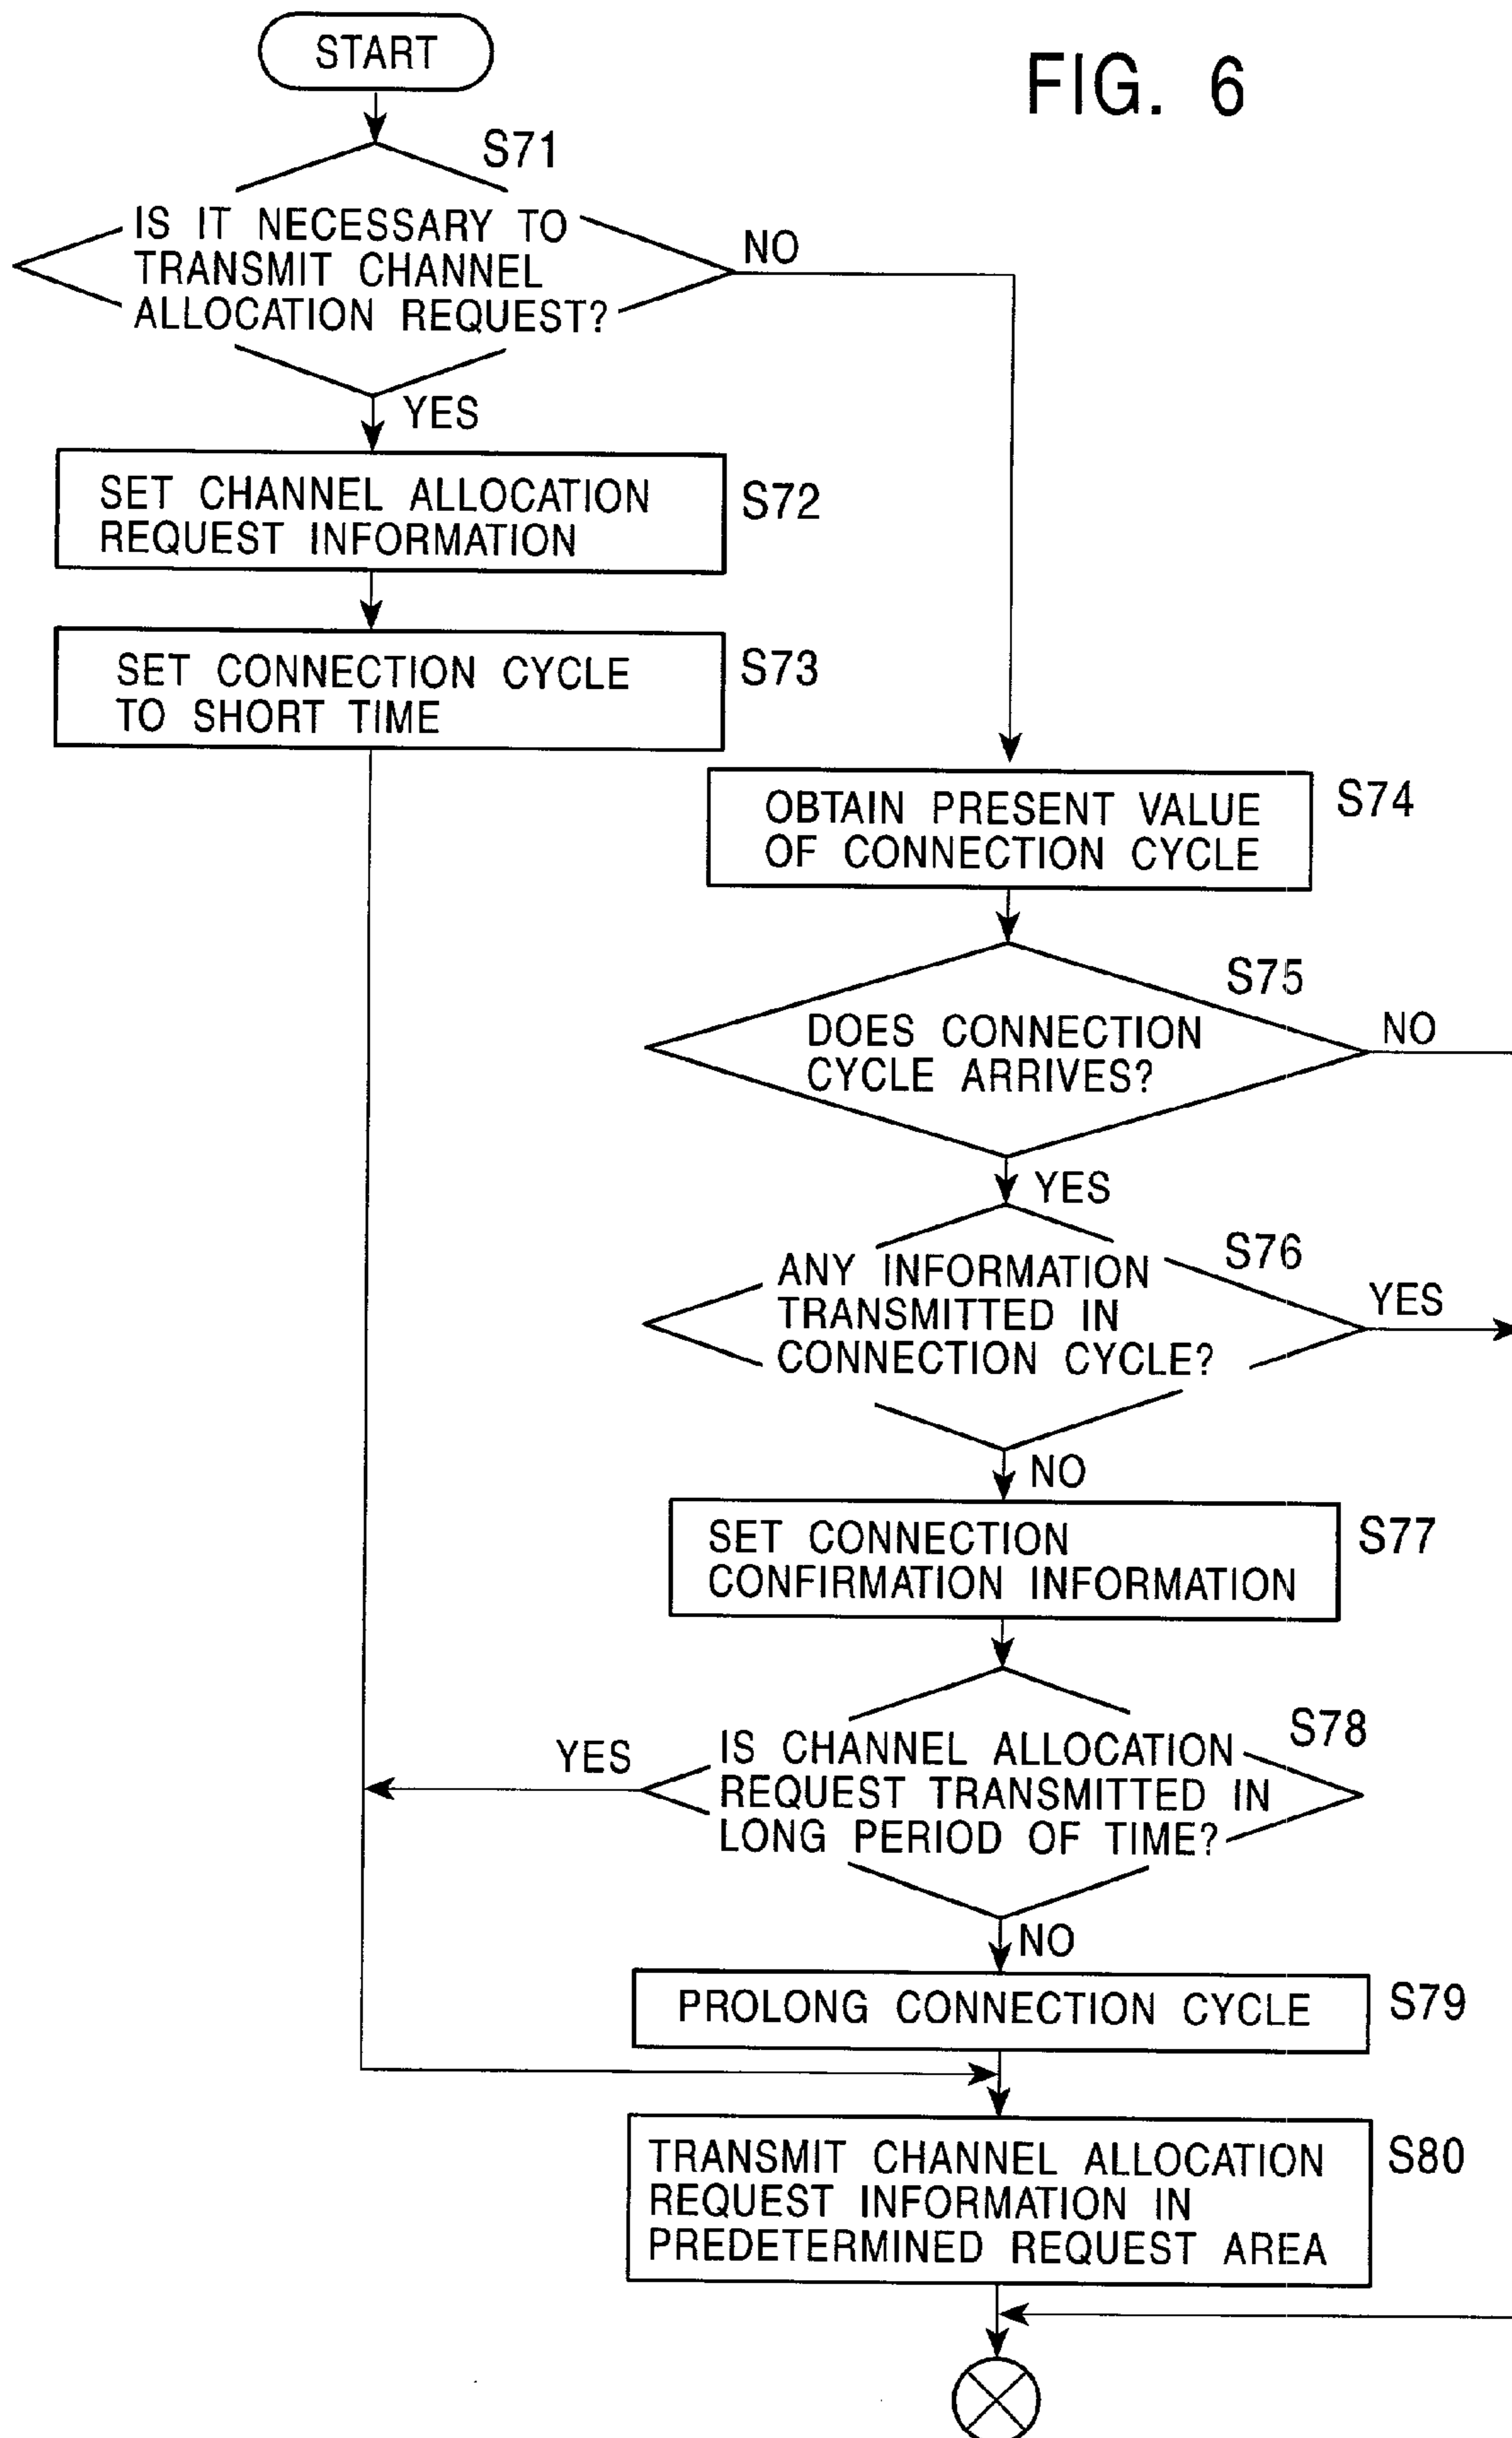 START
FIG. 6
S71
IS IT NECESSARY TO
TRANSMIT CHANNEL
ALLOCATION REQUEST?
NO
YES
SET CHANNEL ALLOCATION
REQUEST INFORMATION
S72
SET CONNECTION CYCLE
TO SHORT TIME
S73
OBTAIN PRESENT VALUE
OF CONNECTION CYCLE
S74
S75
DOES CONNECTION
CYCLE ARRIVES?
NO
YES
S76
ANY INFORMATION
TRANSMITTED IN
CONNECTION CYCLE?
YES
NO
SET CONNECTION
CONFIRMATION INFORMATION
S77
S78
IS CHANNEL ALLOCATION
REQUEST TRANSMITTED IN
LONG PERIOD OF TIME?
YES
NO
PROLONG CONNECTION CYCLE
S79
TRANSMIT CHANNEL ALLOCATION
REQUEST INFORMATION IN
PREDETERMINED REQUEST AREA
S80